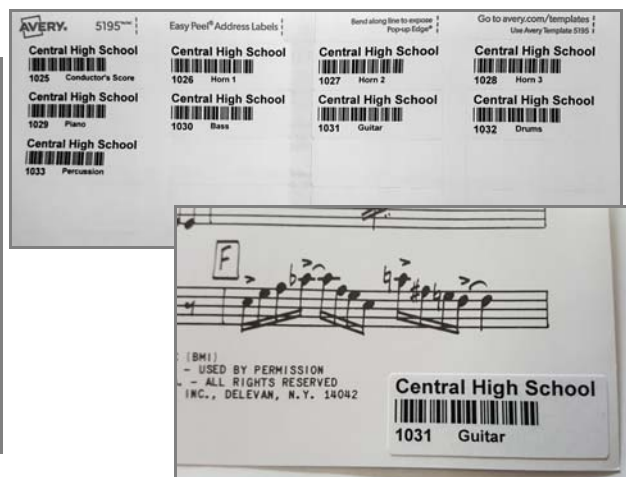 AVERY. 5195™ Easy Peel® Address Labels Bend along line to expose Pop-up Edge® Go to avery.com/templates Use Avery Template 5195
Central High School Central High School Central High School Central High School
1025 Conductor's Score 1026 Horn 1 1027 Horn 2 1028 Horn 3
Central High School Central High School Central High School Central High School
1029 Piano 1030 Bass 1031 Guitar 1032 Drums
Central High School
1033 Percussion
F
(BMI)
- USED BY PERMISSION
. - ALL RIGHTS RESERVED
INC., DELEVAN, N.Y. 14042
Central High School
1031 Guitar